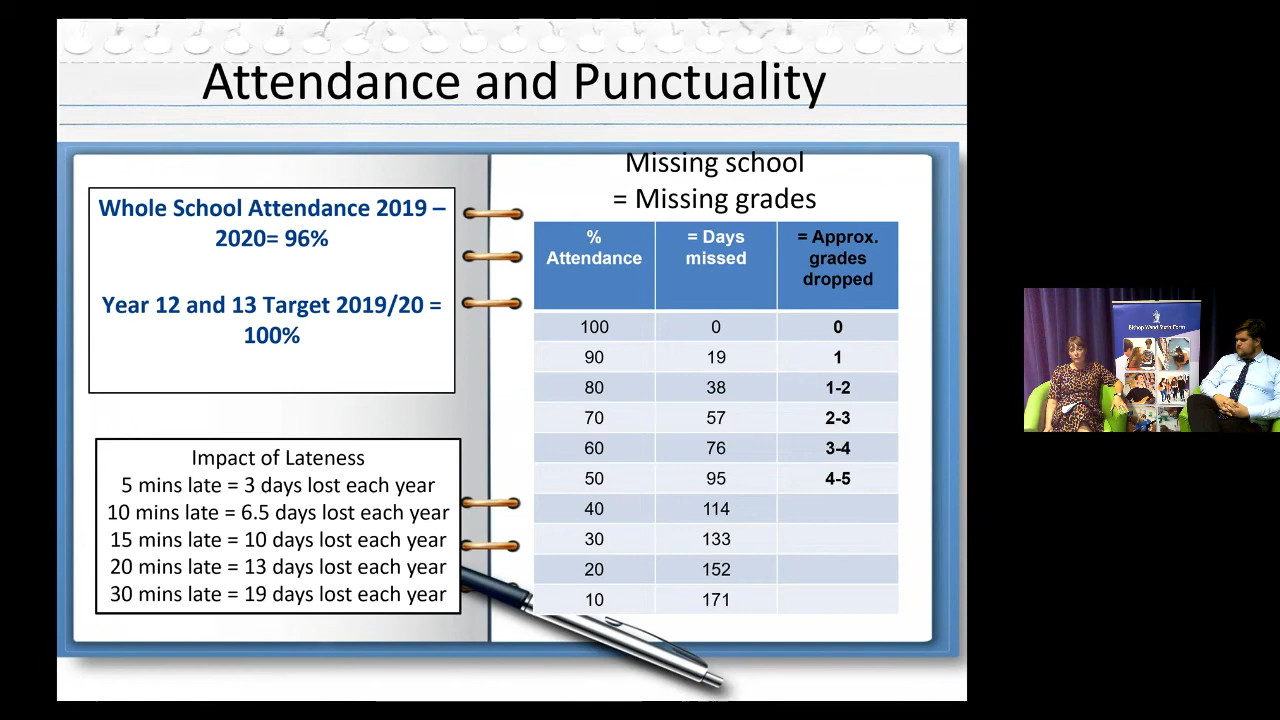 Attendance and Punctuality
Whole School Attendance 2019 –
2020= 96%
Year 12 and 13 Target 2019/20 =
100%
Impact of Lateness
5 mins late = 3 days lost each year
10 mins late = 6.5 days lost each year
15 mins late = 10 days lost each year
20 mins late = 13 days lost each year
30 mins late = 19 days lost each year
Missing school
= Missing grades
% Attendance = Days missed = Approx. grades dropped
100 0 0
90 19 1
80 38 1-2
70 57 2-3
60 76 3-4
50 95 4-5
40 114
30 133
20 152
10 171
Bishop Wand Sixth Form